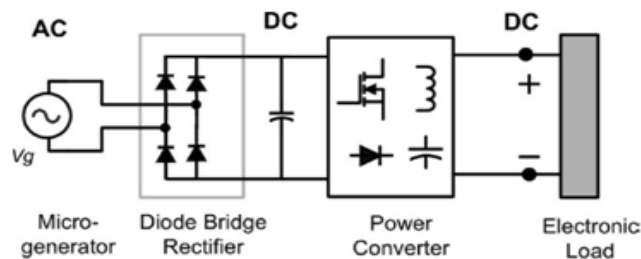 AC
DC
DC
Vg
+
−
Micro-
generator
Diode Bridge
Rectifier
Power
Converter
Electronic
Load